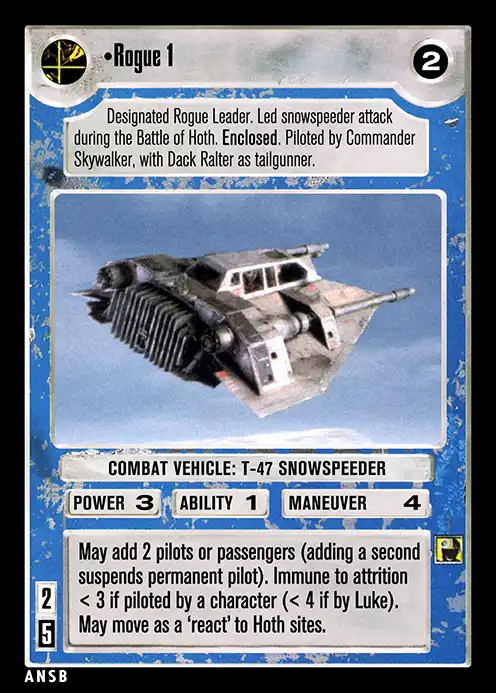 •Rogue 1
2
Designated Rogue Leader. Led snowspeeder attack
during the Battle of Hoth. Enclosed. Piloted by Commander
Skywalker, with Dack Ralter as tailgunner.
COMBAT VEHICLE: T-47 SNOWSPEEDER
POWER 3 ABILITY 1 MANEUVER 4
May add 2 pilots or passengers (adding a second
suspends permanent pilot). Immune to attrition
< 3 if piloted by a character (< 4 if by Luke).
May move as a 'react' to Hoth sites.
2
5
ANSB